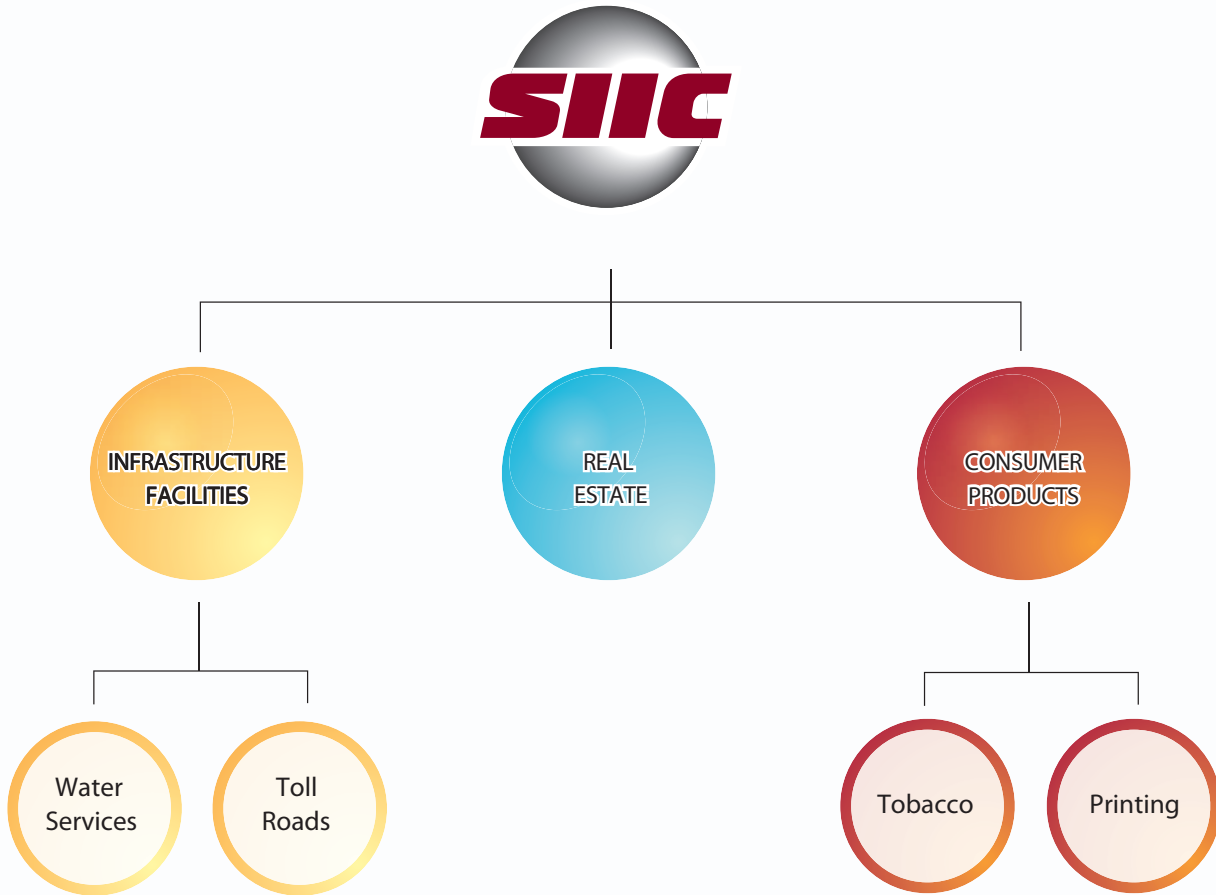 SIIC
INFRASTRUCTURE
FACILITIES
REAL
ESTATE
CONSUMER
PRODUCTS
Water
Services
Toll
Roads
Tobacco
Printing